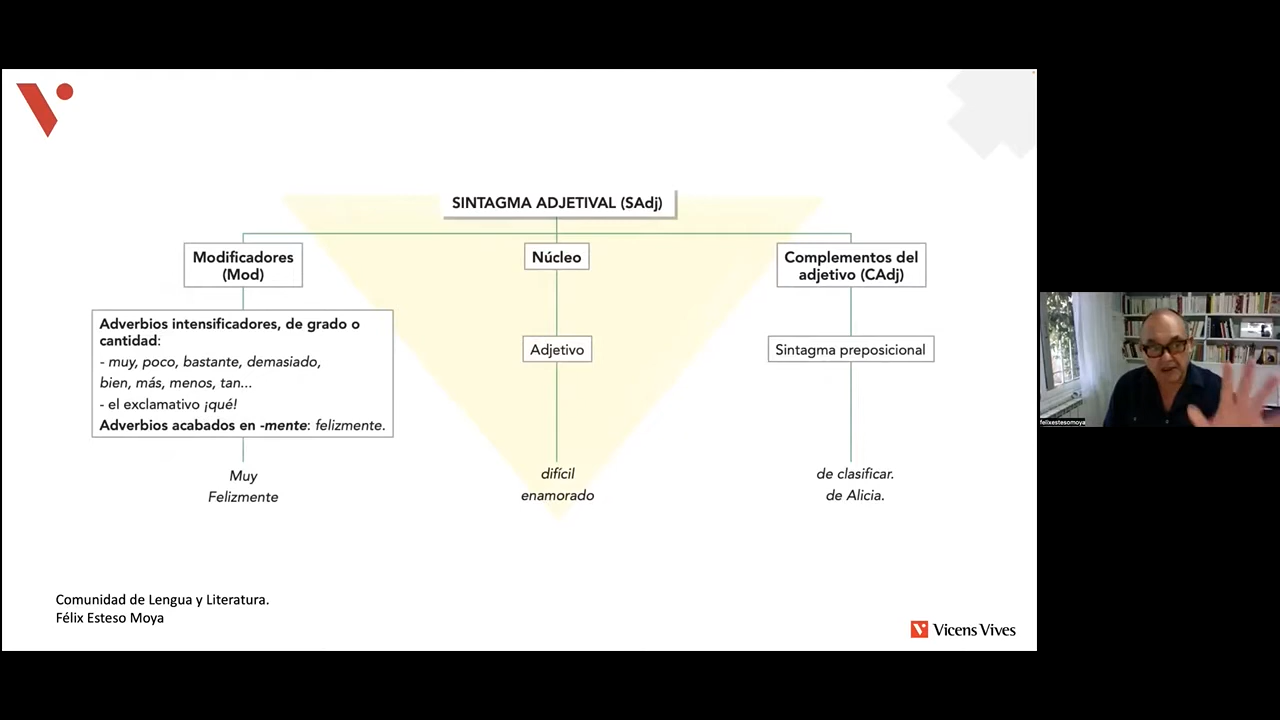 SINTAGMA ADJETIVAL (SAdj)
Modificadores
(Mod)
Núcleo
Complementos del
adjetivo (CAdj)
Adverbios intensificadores, de grado o
cantidad:
- muy, poco, bastante, demasiado,
bien, más, menos, tan...
- el exclamativo ¡qué!
Adverbios acabados en -mente: felizmente.
Adjetivo
Sintagma preposicional
Muy
Felizmente
difícil
enamorado
de clasificar.
de Alicia.
Comunidad de Lengua y Literatura.
Félix Esteso Moya
Vicens Vives
felixestesomoya